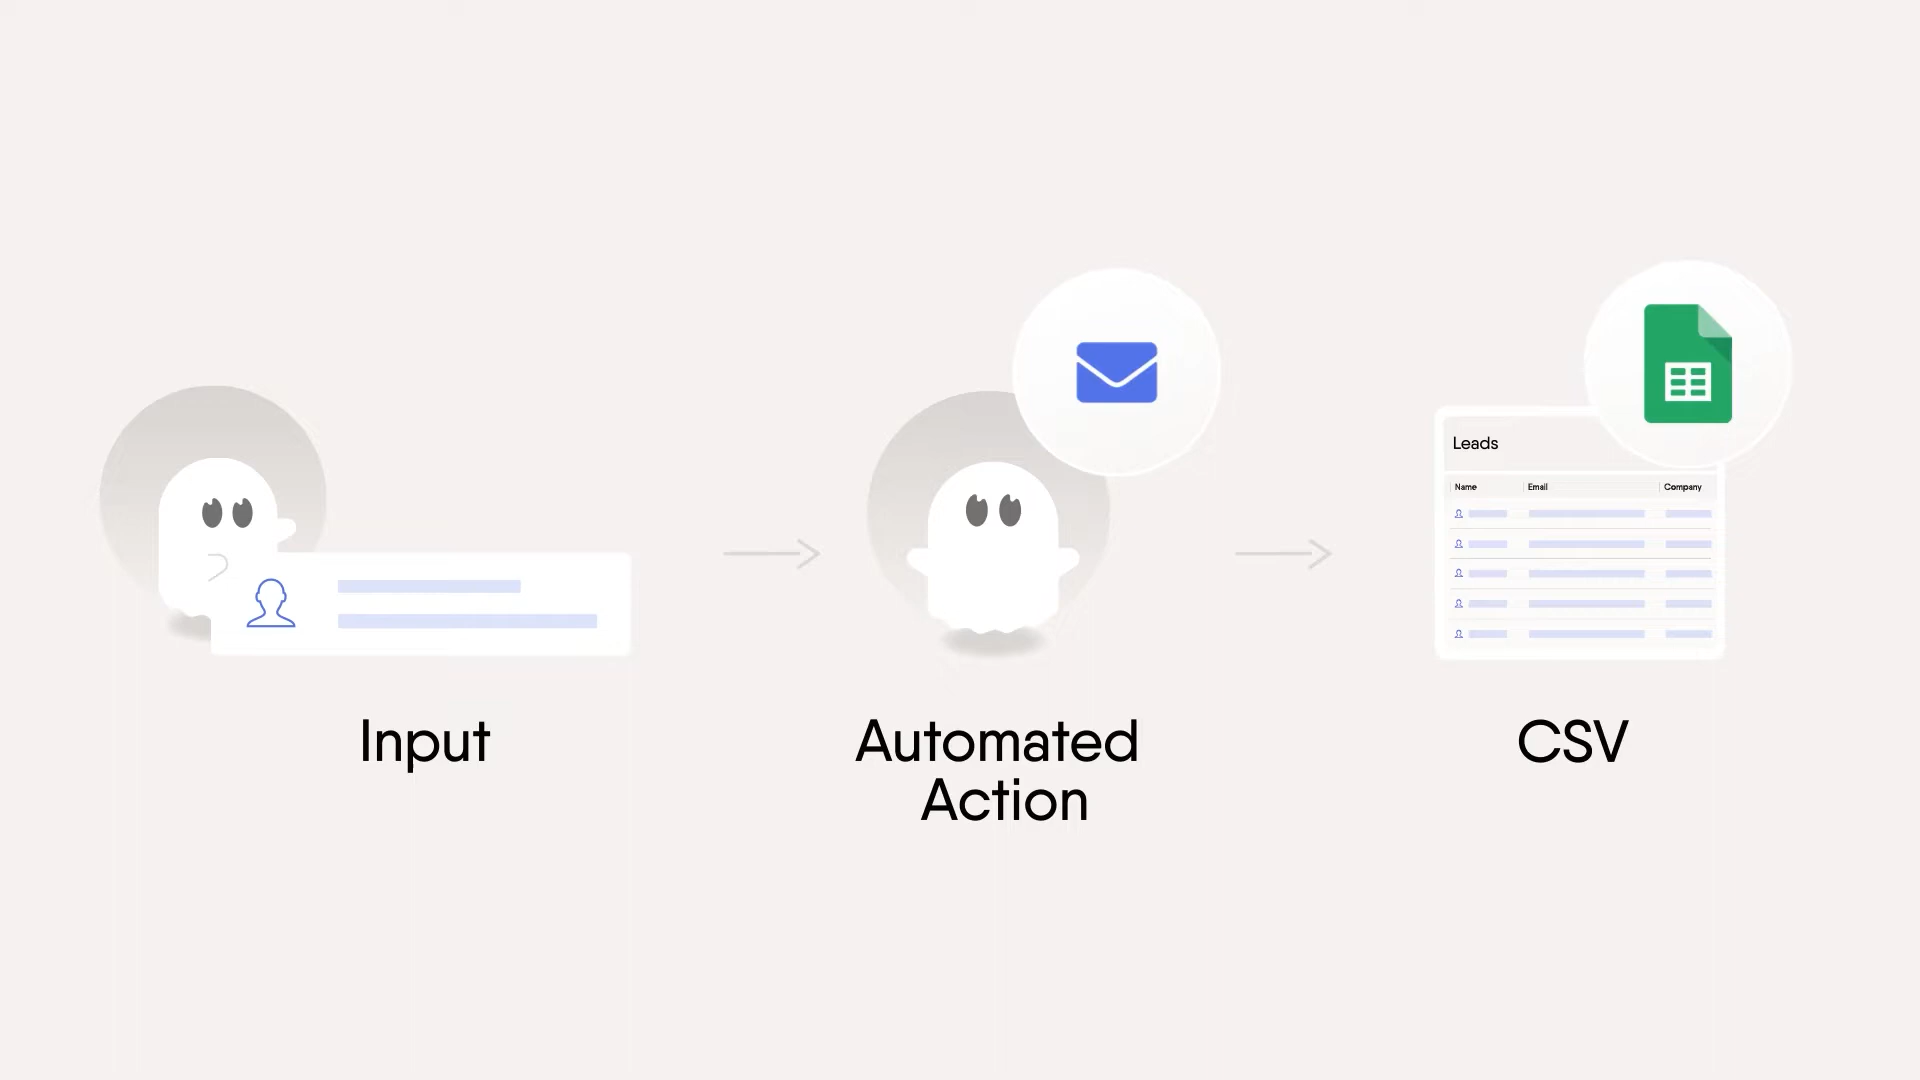 Leads
Name Email Company
Input
Automated
Action
CSV